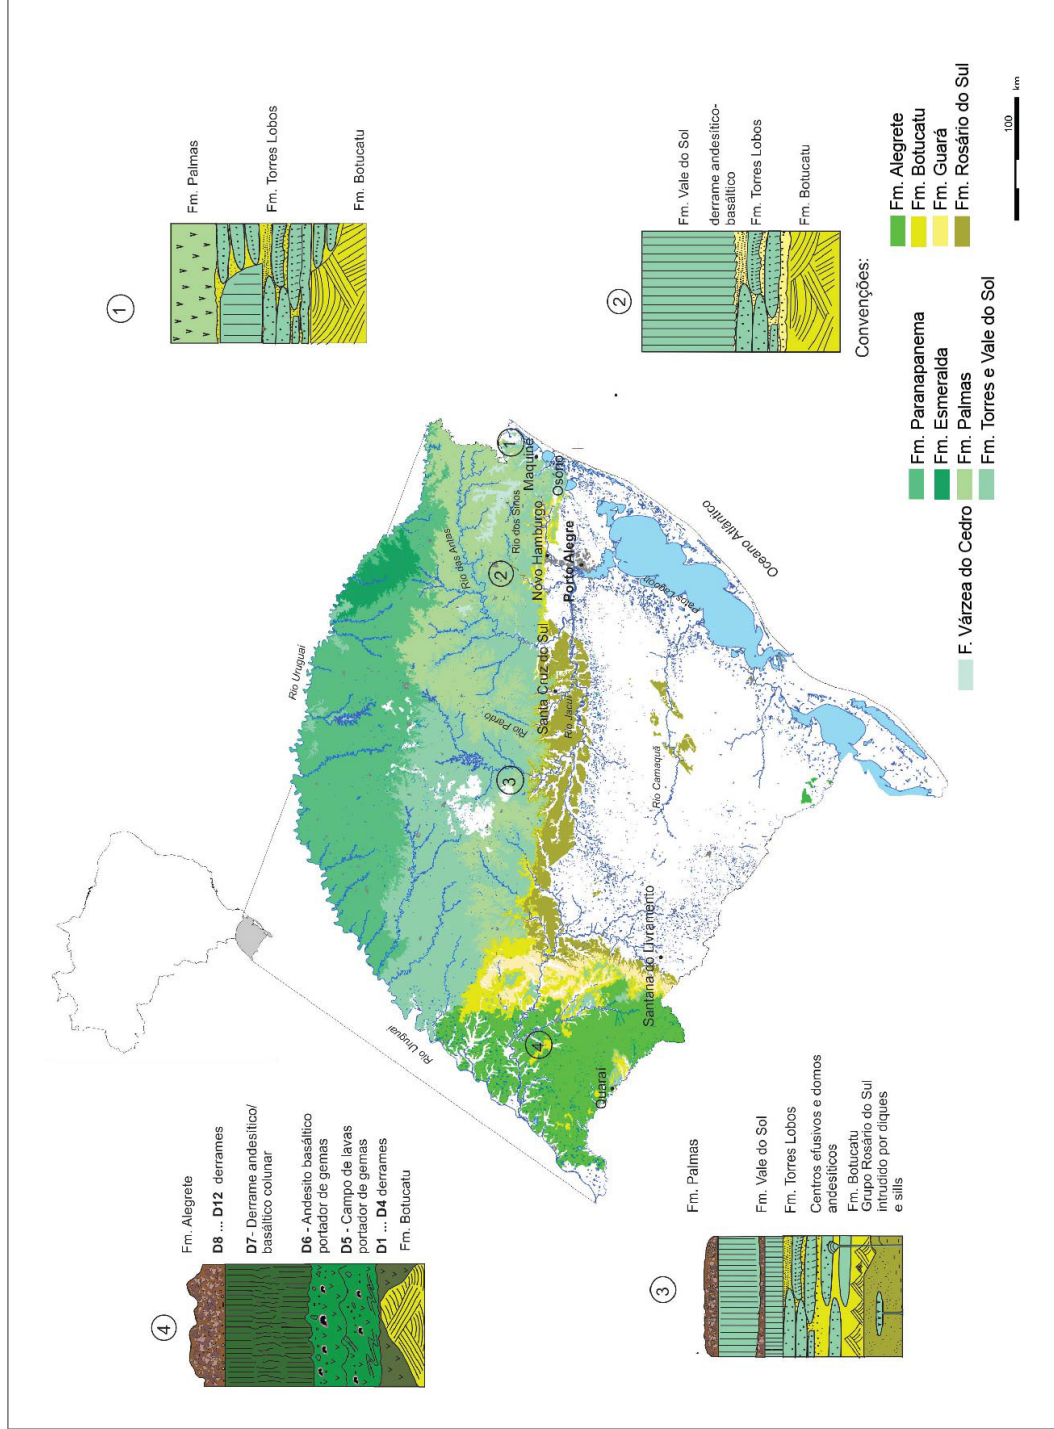 4
Fm. Alegrete
D8 ... D12 derrames
D7- Derrame andesítico/
basáltico colunar
D6 - Andesito basáltico
portador de gemas
D5 - Campo de lavas
portador de gemas
D1 ... D4 derrames
Fm. Botucatu
1
Fm. Palmas
Fm. Torres Lobos
Fm. Botucatu
Rio Uruguai
Rio Uruguai
Rio das Antas
Rio dos Sinos
Rio Pardo
Rio Jacuí
Rio Camaquã
1
2
3
4
Maquiné
Osório
Novo Hamburgo
Porto Alegre
Santa Cruz do Sul
Santana do Livramento
Quaraí
Patos Lagoon
Oceano Atlântico
3
Fm. Palmas
Fm. Vale do Sol
Fm. Torres Lobos
Centros efusivos e domos
andesíticos
Fm. Botucatu
Grupo Rosário do Sul
intrudido por diques
e sills
2
Fm. Vale do Sol
derrame andesítico-
basáltico
Fm. Torres Lobos
Fm. Botucatu
Convenções:
F. Várzea do Cedro
Fm. Paranapanema
Fm. Esmeralda
Fm. Palmas
Fm. Torres e Vale do Sol
Fm. Alegrete
Fm. Botucatu
Fm. Guará
Fm. Rosário do Sul
100
km